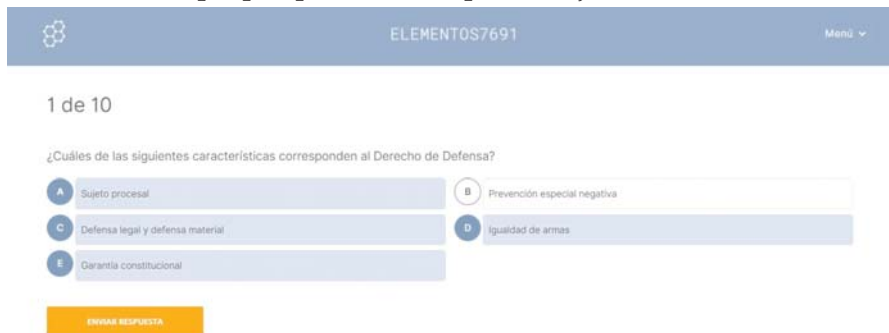 ELEMENTOS7691
Menú
1 de 10
¿Cuáles de las siguientes características corresponden al Derecho de Defensa?
A Sujeto procesal
B Prevención especial negativa
C Defensa legal y defensa material
D Igualdad de armas
E Garantía constitucional
ENVIAR RESPUESTA